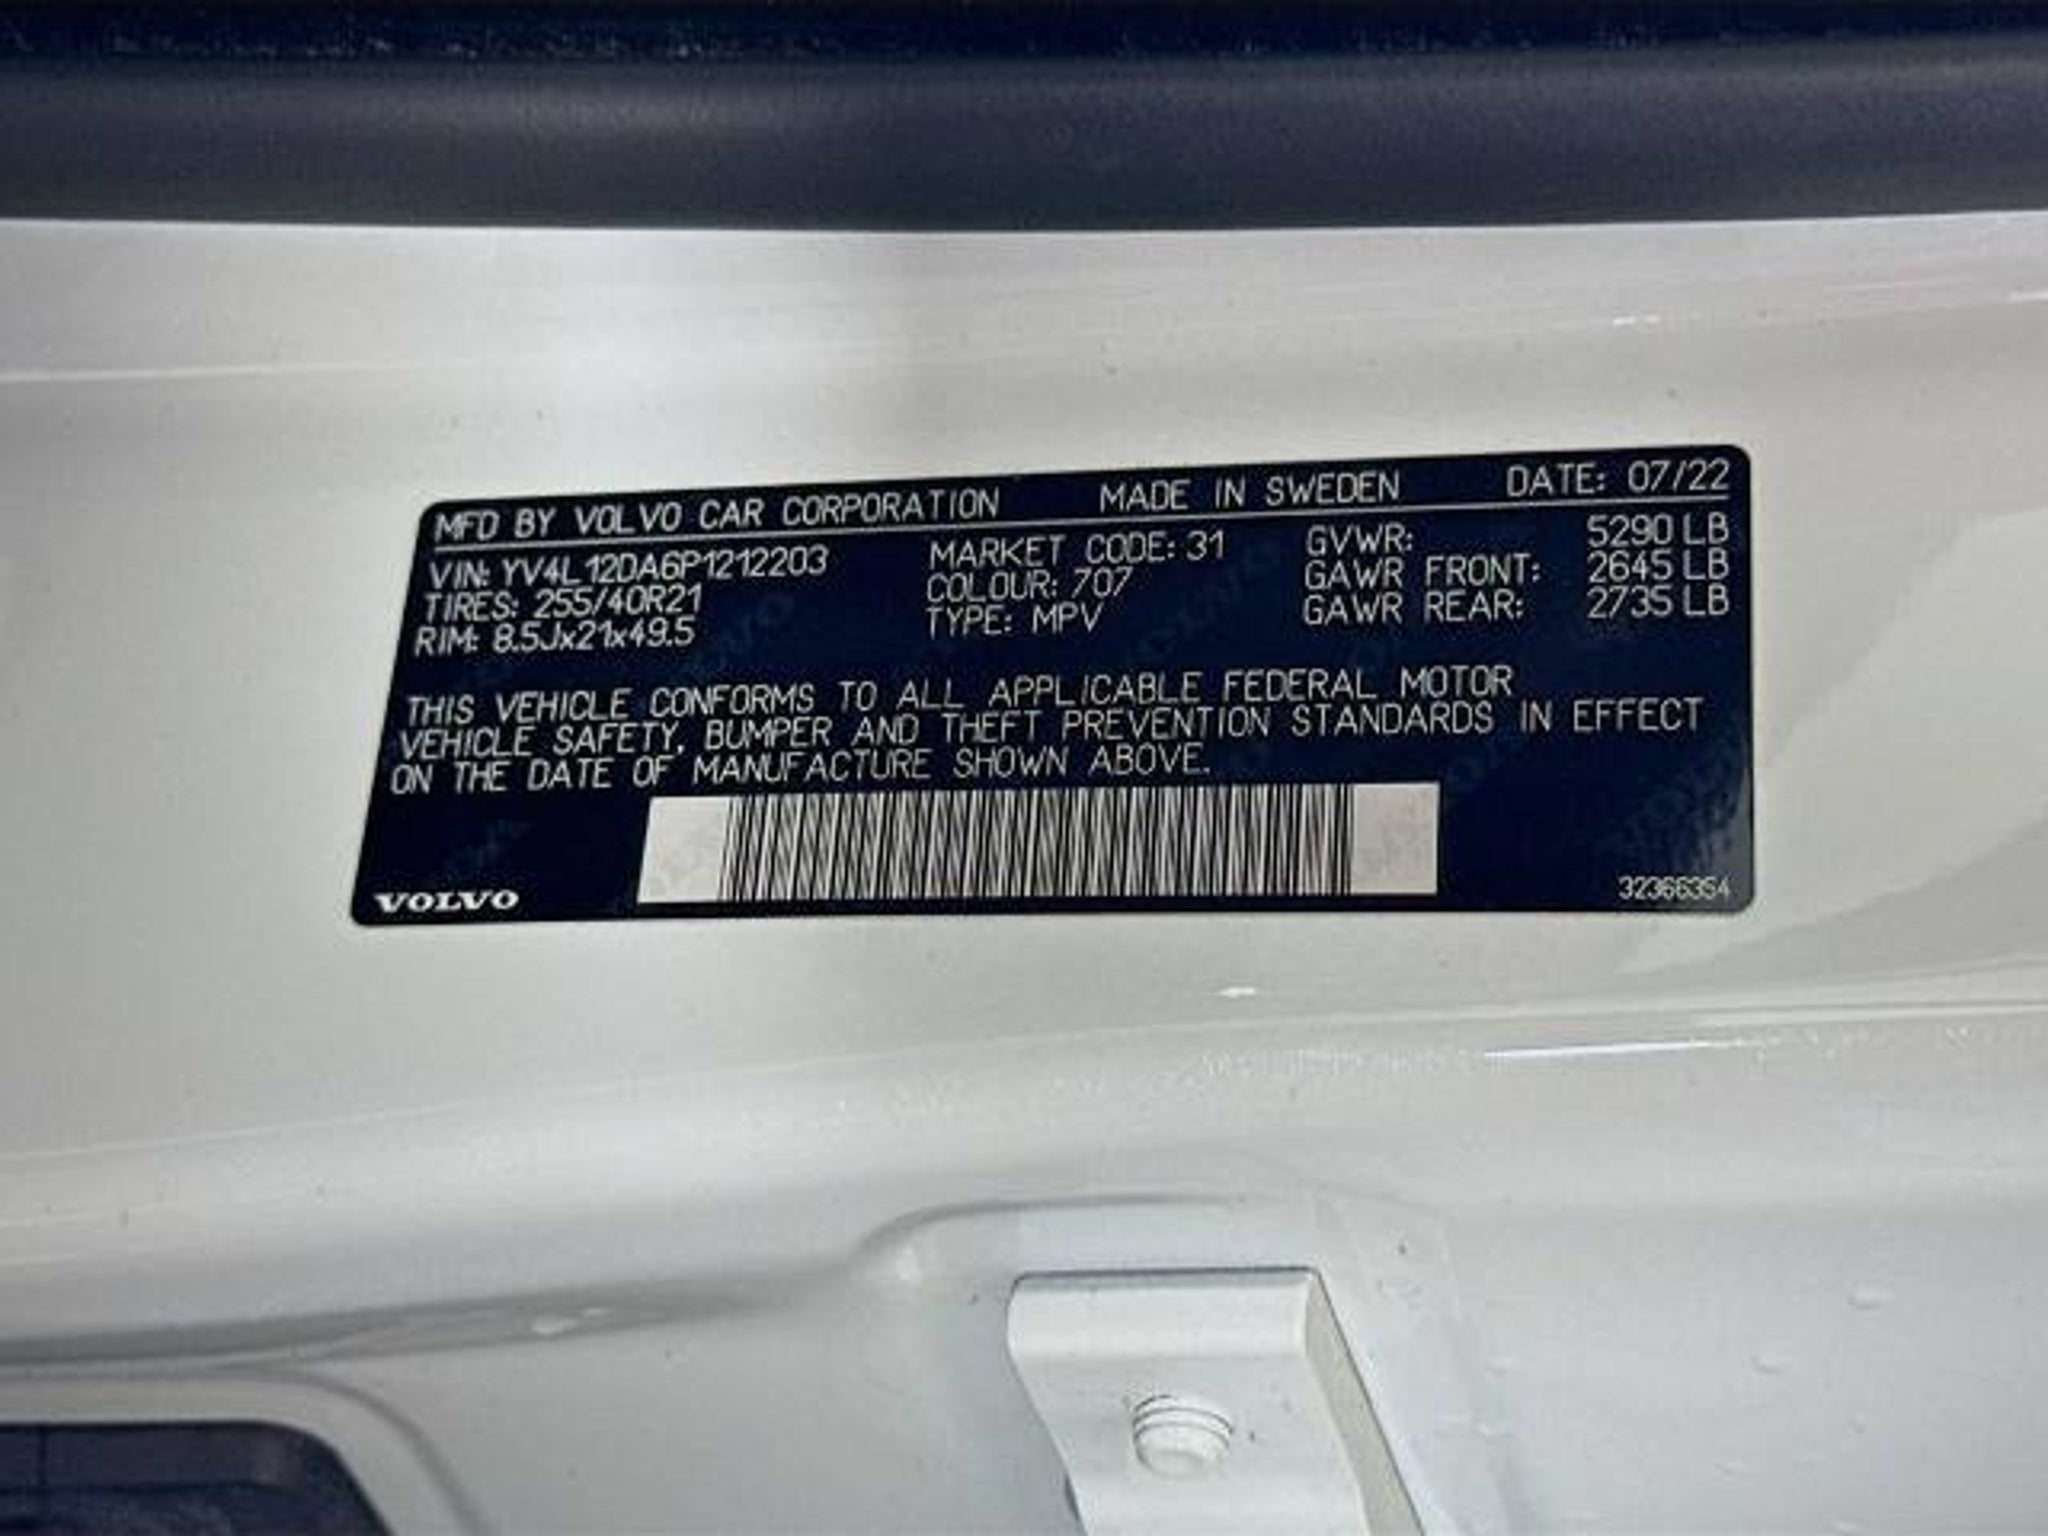 MFD BY VOLVO CAR CORPORATION MADE IN SWEDEN DATE: 07/22
VIN: YV4L12DA6P1212203 MARKET CODE: 31 GVWR: 5290 LB
TIRES: 255/40R21 COLOUR: 707 GAWR FRONT: 2645 LB
RIM: 8.5Jx21x49.5 TYPE: MPV GAWR REAR: 2735 LB
THIS VEHICLE CONFORMS TO ALL APPLICABLE FEDERAL MOTOR
VEHICLE SAFETY, BUMPER AND THEFT PREVENTION STANDARDS IN EFFECT
ON THE DATE OF MANUFACTURE SHOWN ABOVE.
VOLVO 32366354